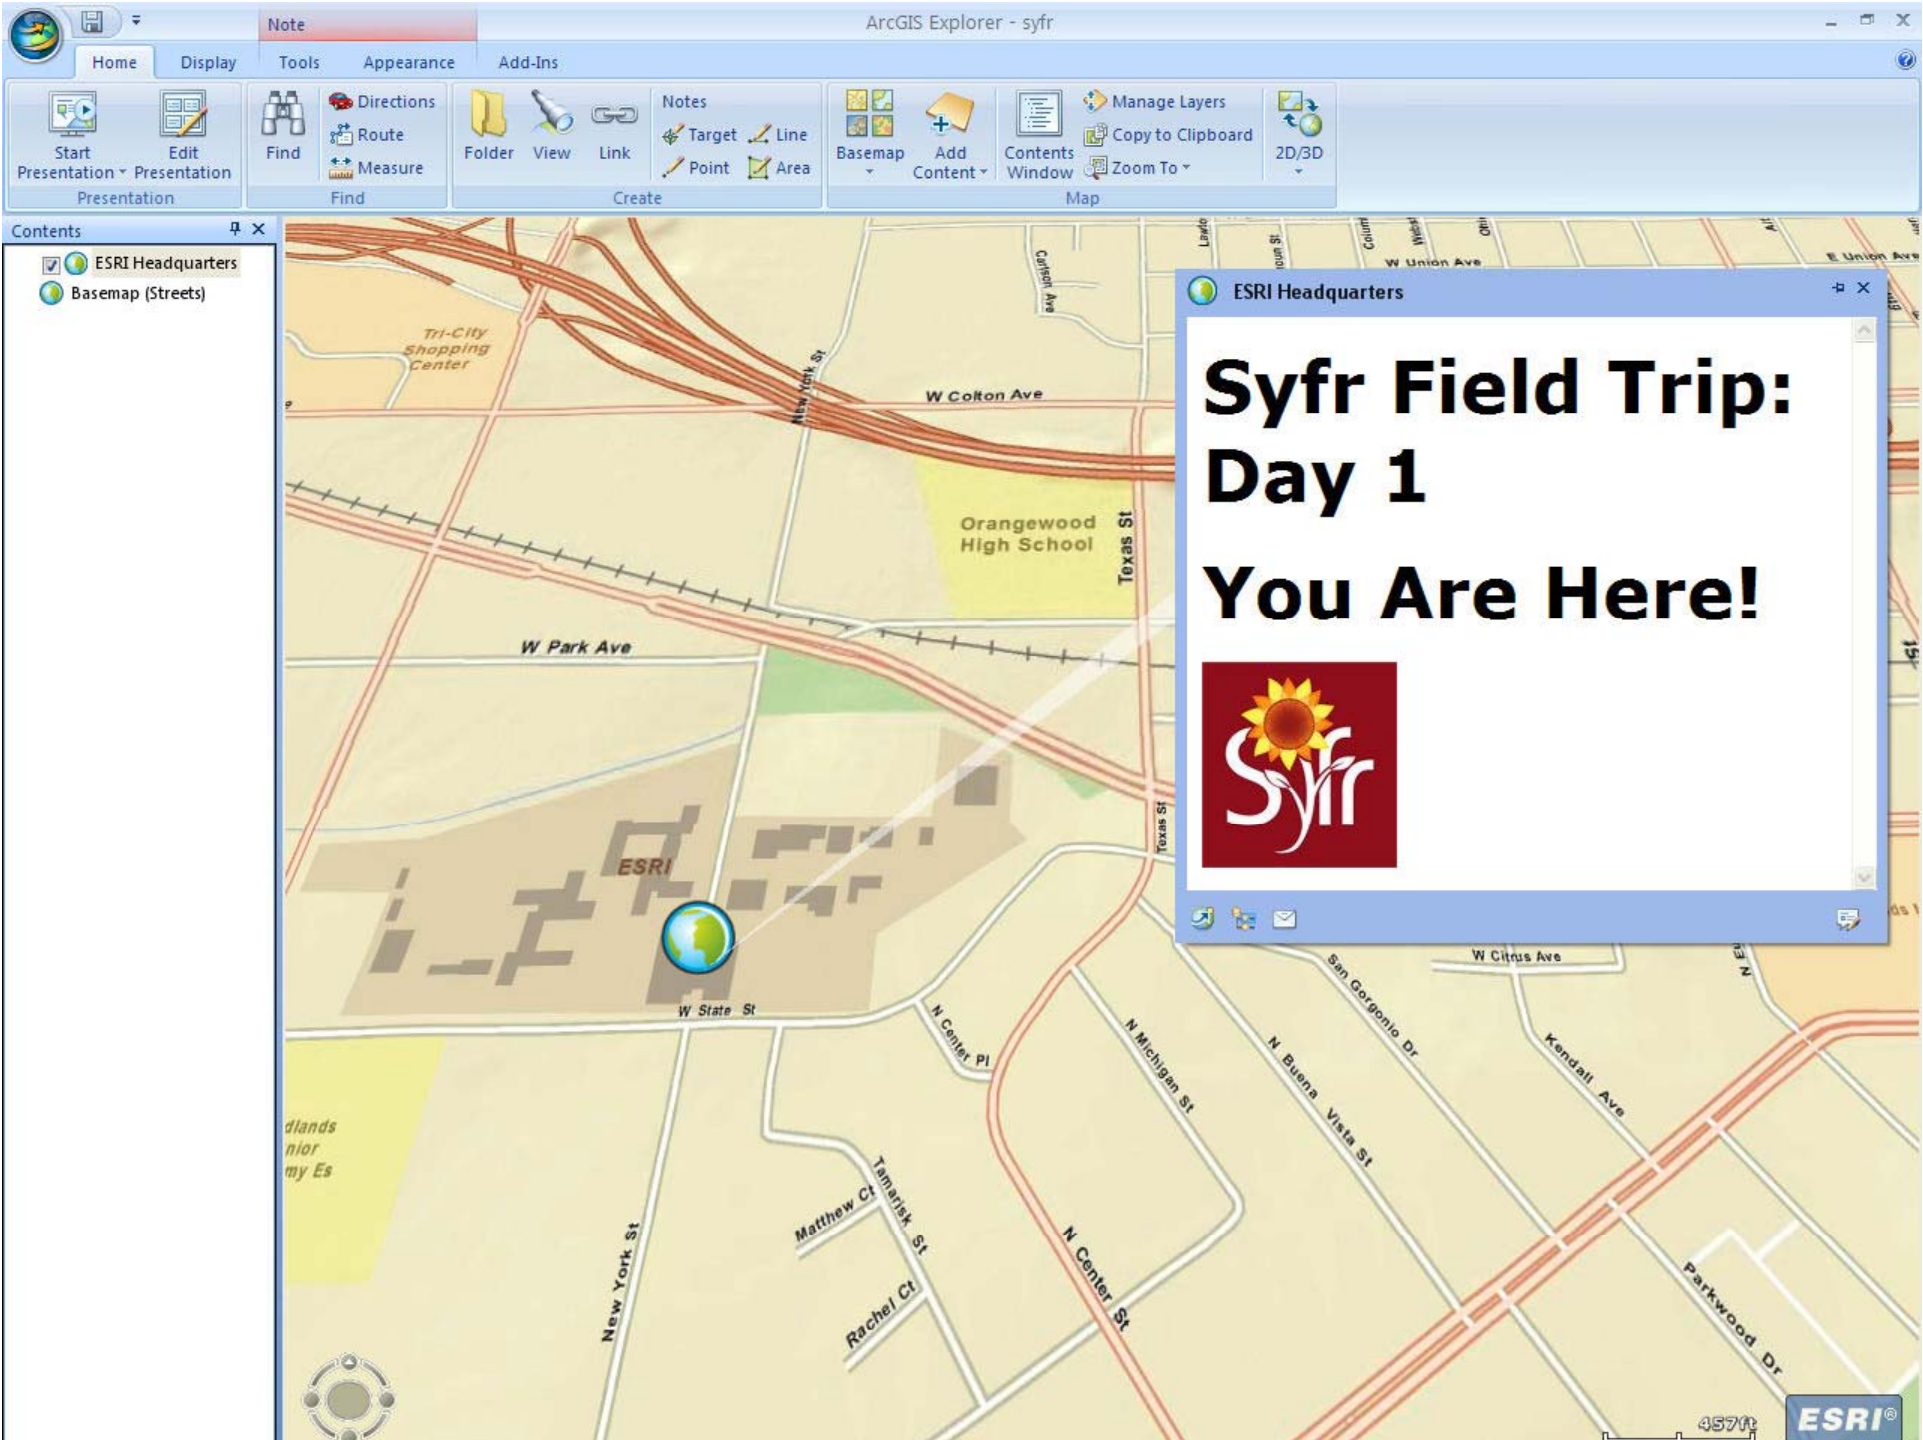 Note
ArcGIS Explorer - syfr
Home
Display
Tools
Appearance
Add-Ins
Start
Presentation
Edit
Presentation
Presentation
Find
Directions
Route
Measure
Find
Folder
View
Link
Notes
Target
Line
Point
Area
Create
Basemap
Add
Content
Contents
Window
Manage Layers
Copy to Clipboard
Zoom To
2D/3D
Map
Contents
ESRI Headquarters
Basemap (Streets)
Tri-City
Shopping
Center
Carlson Ave
New York St
W Colton Ave
W Union Ave
E Union Ave
Orangewood
High School
Texas St
W Park Ave
ESRI Headquarters
Syfr Field Trip:
Day 1
You Are Here!
Syfr
ESRI
Texas St
W State St
N Center Pl
N Michigan St
N Buena Vista St
San Gorgonio Dr
W Citrus Ave
Kendall Ave
dlands
nior
my Es
New York St
Matthew Ct
Tamarisk St
Rachel Ct
N Center St
Parkwood Dr
457ft
ESRI®